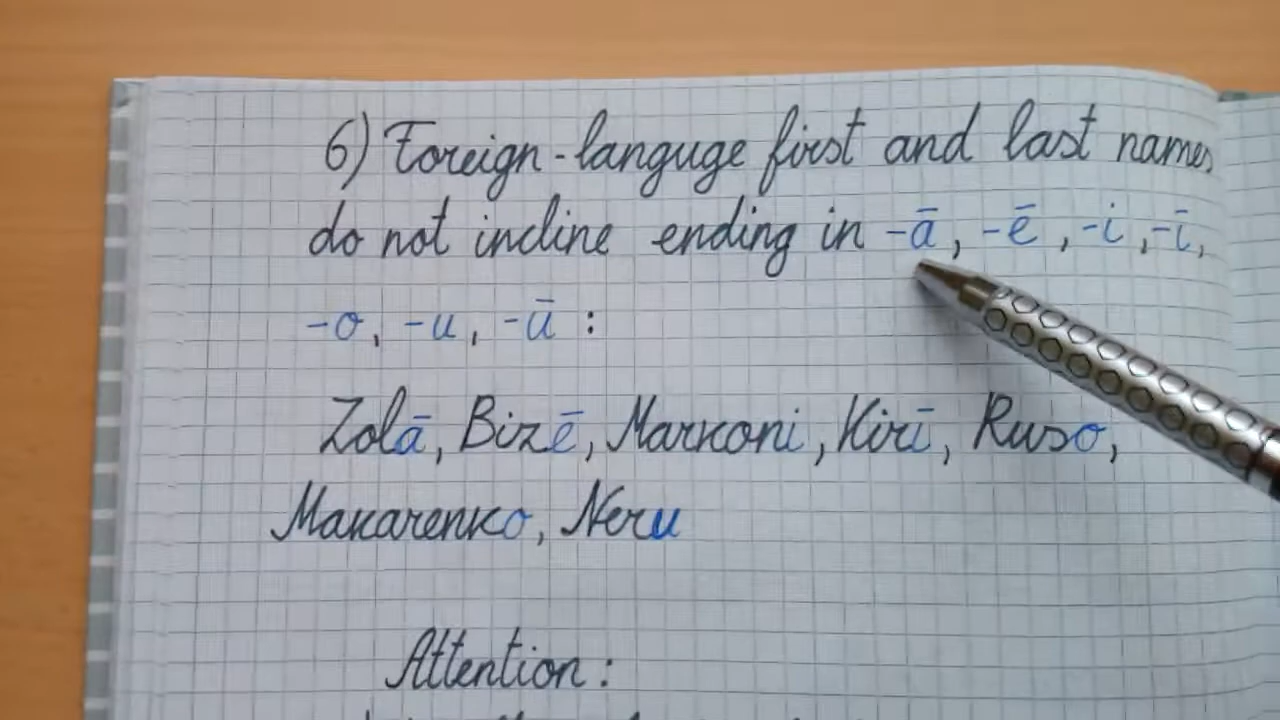 6) Foreign-languge first and last names
do not incline ending in -ā, -ē, -i, -ī,
-o, -u, -ū :
Zolā, Bizē, Markoni, Kirī, Ruso,
Makarenko, Neru
Attention: